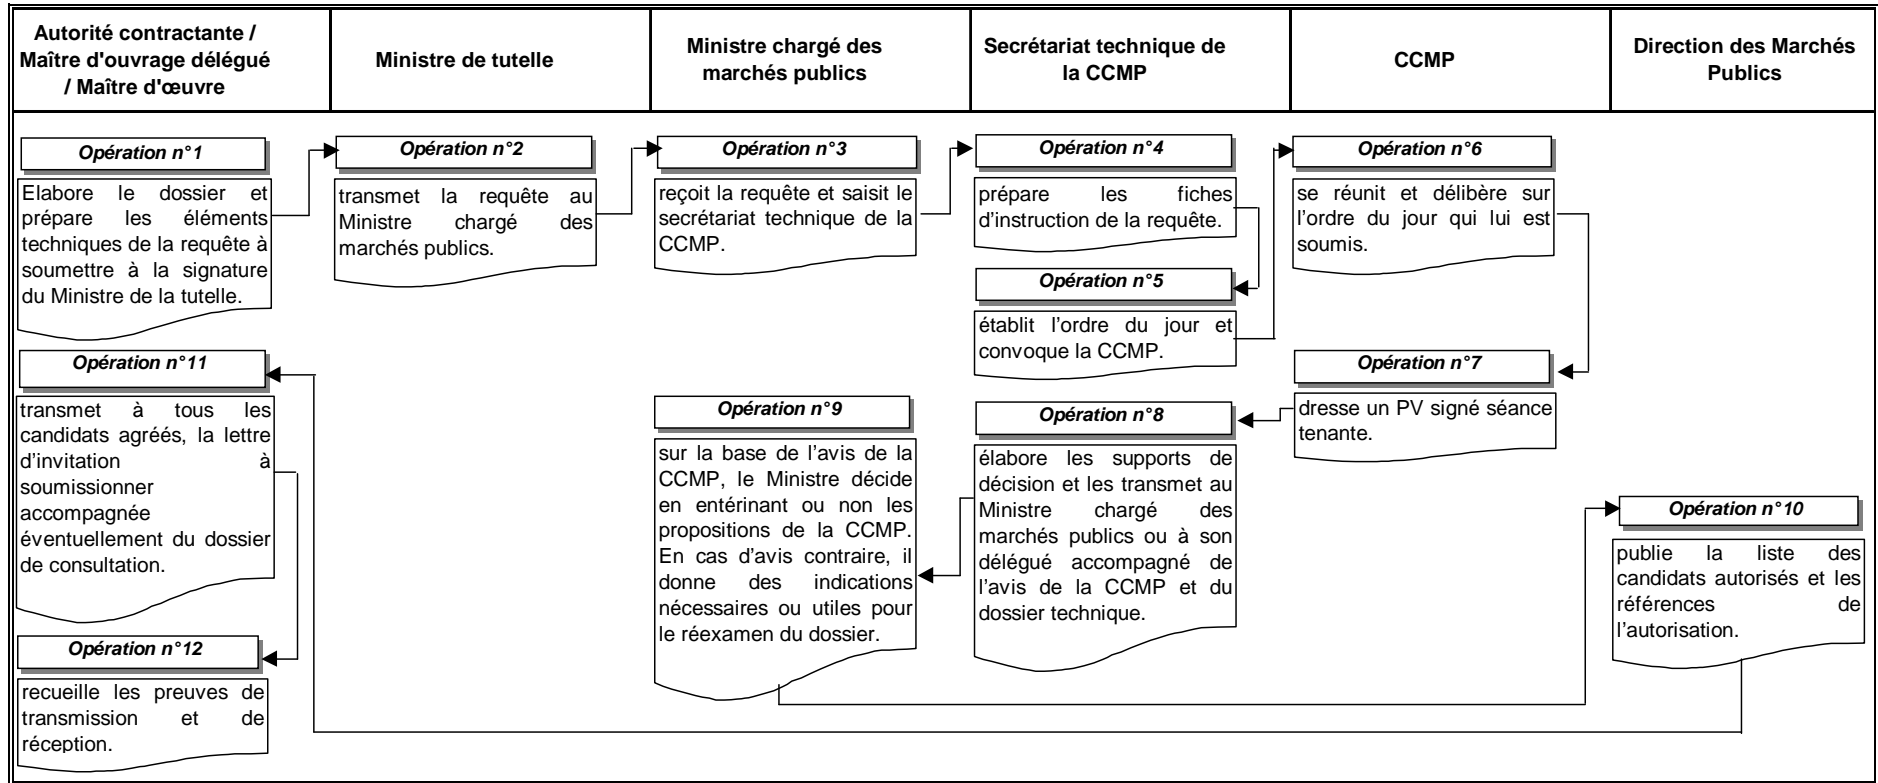 Autorité contractante /
Maître d'ouvrage délégué
/ Maître d'œuvre
Ministre de tutelle
Ministre chargé des
marchés publics
Secrétariat technique de
la CCMP
CCMP
Direction des Marchés
Publics
Opération n°1
Elabore le dossier et
prépare les éléments
techniques de la requête à
soumettre à la signature
du Ministre de la tutelle.
Opération n°2
transmet la requête au
Ministre chargé des
marchés publics.
Opération n°3
reçoit la requête et saisit le
secrétariat technique de la
CCMP.
Opération n°4
prépare les fiches
d'instruction de la requête.
Opération n°5
établit l'ordre du jour et
convoque la CCMP.
Opération n°6
se réunit et délibère sur
l'ordre du jour qui lui est
soumis.
Opération n°7
dresse un PV signé séance
tenante.
Opération n°8
élabore les supports de
décision et les transmet au
Ministre chargé des
marchés publics ou à son
délégué accompagné de
l'avis de la CCMP et du
dossier technique.
Opération n°9
sur la base de l'avis de la
CCMP, le Ministre décide
en entérinant ou non les
propositions de la CCMP.
En cas d'avis contraire, il
donne des indications
nécessaires ou utiles pour
le réexamen du dossier.
Opération n°10
publie la liste des
candidats autorisés et les
références de
l'autorisation.
Opération n°11
transmet à tous les
candidats agréés, la lettre
d'invitation à
soumissionner
accompagnée
éventuellement du dossier
de consultation.
Opération n°12
recueille les preuves de
transmission et de
réception.